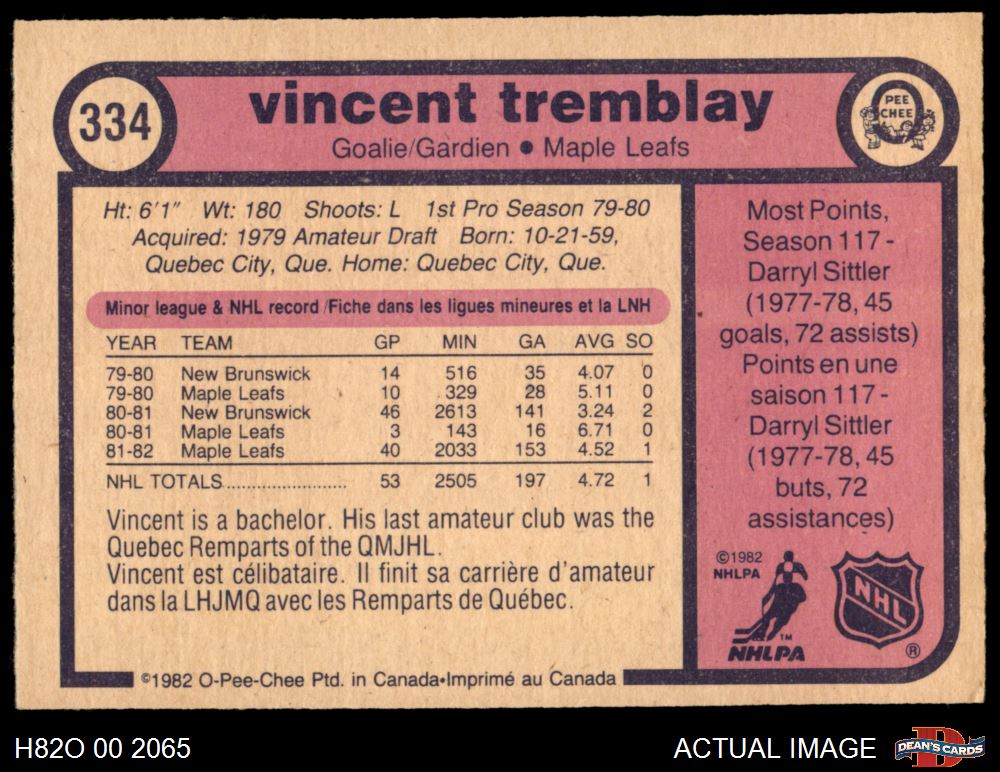 334
vincent tremblay
Goalie/Gardien • Maple Leafs
PEE
CHEE
Ht: 6'1" Wt: 180 Shoots: L 1st Pro Season 79-80
Acquired: 1979 Amateur Draft Born: 10-21-59,
Quebec City, Que. Home: Quebec City, Que.
Minor league & NHL record/Fiche dans les ligues mineures et la LNH
YEAR TEAM GP MIN GA AVG SO
79-80 New Brunswick 14 516 35 4.07 0
79-80 Maple Leafs 10 329 28 5.11 0
80-81 New Brunswick 46 2613 141 3.24 2
80-81 Maple Leafs 3 143 16 6.71 0
81-82 Maple Leafs 40 2033 153 4.52 1
NHL TOTALS........................ 53 2505 197 4.72 1
Vincent is a bachelor. His last amateur club was the
Quebec Remparts of the QMJHL.
Vincent est célibataire. Il finit sa carrière d'amateur
dans la LHJMQ avec les Remparts de Québec.
Most Points,
Season 117 -
Darryl Sittler
(1977-78, 45
goals, 72 assists)
Points en une
saison 117 -
Darryl Sittler
(1977-78, 45
buts, 72
assistances)
©1982
NHLPA
TM
NHLPA
NHL
®
©1982 O-Pee-Chee Ptd. in Canada•Imprimé au Canada
H82O 00 2065
ACTUAL IMAGE
D
DEAN'S CARDS